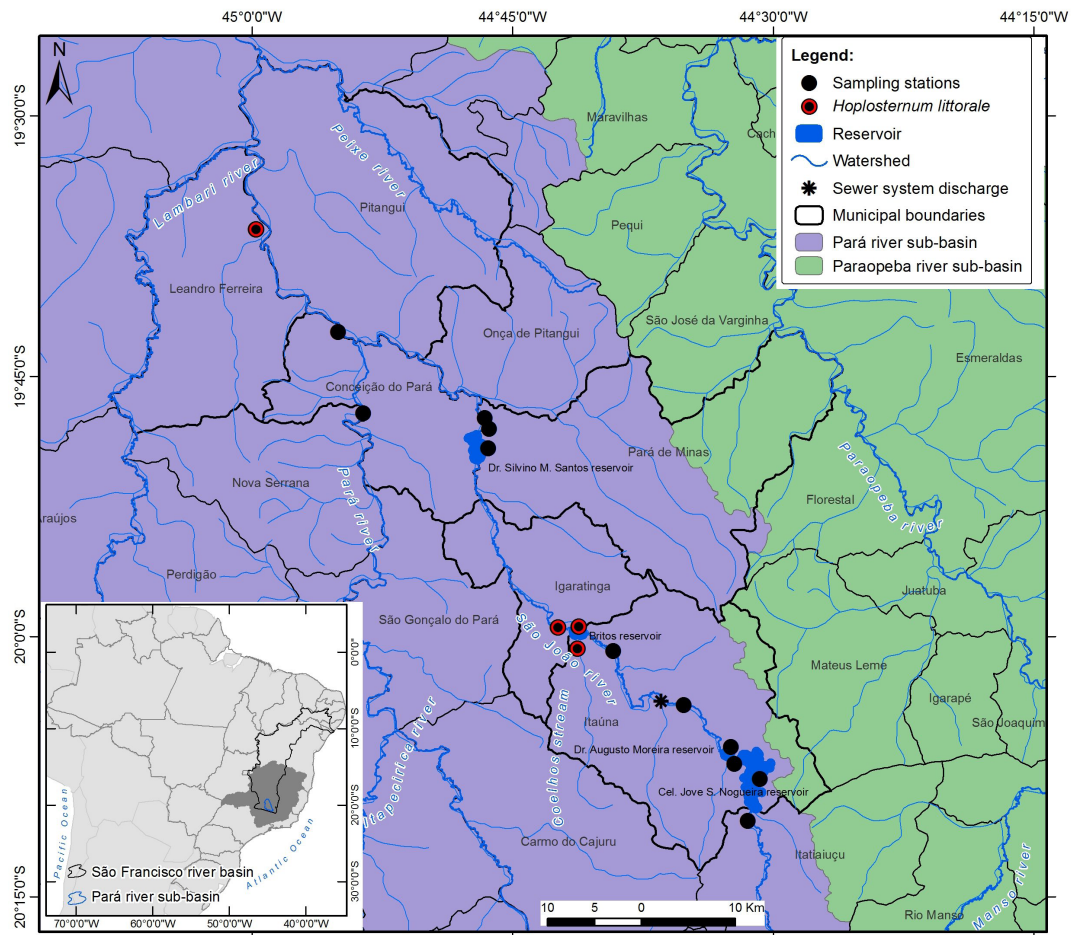 45°0'0"W
44°45'0"W
44°30'0"W
44°15'0"W
N
Legend:
Sampling stations
Hoplosternum littorale
Reservoir
Watershed
Sewer system discharge
Municipal boundaries
Pará river sub-basin
Paraopeba river sub-basin
19°30'0"S
19°45'0"S
20°0'0"S
20°15'0"S
Maravilhas
Cach
Peixe river
Lambari river
Pitangui
Pequi
Leandro Ferreira
Onça de Pitangui
São José da Varginha
Esmeraldas
Conceição do Pará
Pará de Minas
Dr. Silvino M. Santos reservoir
Nova Serrana
Pará river
Paraopeba river
Florestal
raújos
Perdigão
Igaratinga
Juatuba
São Gonçalo do Pará
São João river
Britos reservoir
Mateus Leme
Igarapé
São Joaquim
Itaúna
Coelhos stream
Itapecirica river
Dr. Augusto Moreira reservoir
Cel. Jove S. Nogueira reservoir
Carmo do Cajuru
Itatiaiuçu
Rio Manso
Manso river
0°0'0"
10°0'0"S
20°0'0"S
30°0'0"S
Pacific Ocean
Atlantic Ocean
São Francisco river basin
Pará river sub-basin
70°0'0"W
60°0'0"W
50°0'0"W
40°0'0"W
10 5 0 10 Km